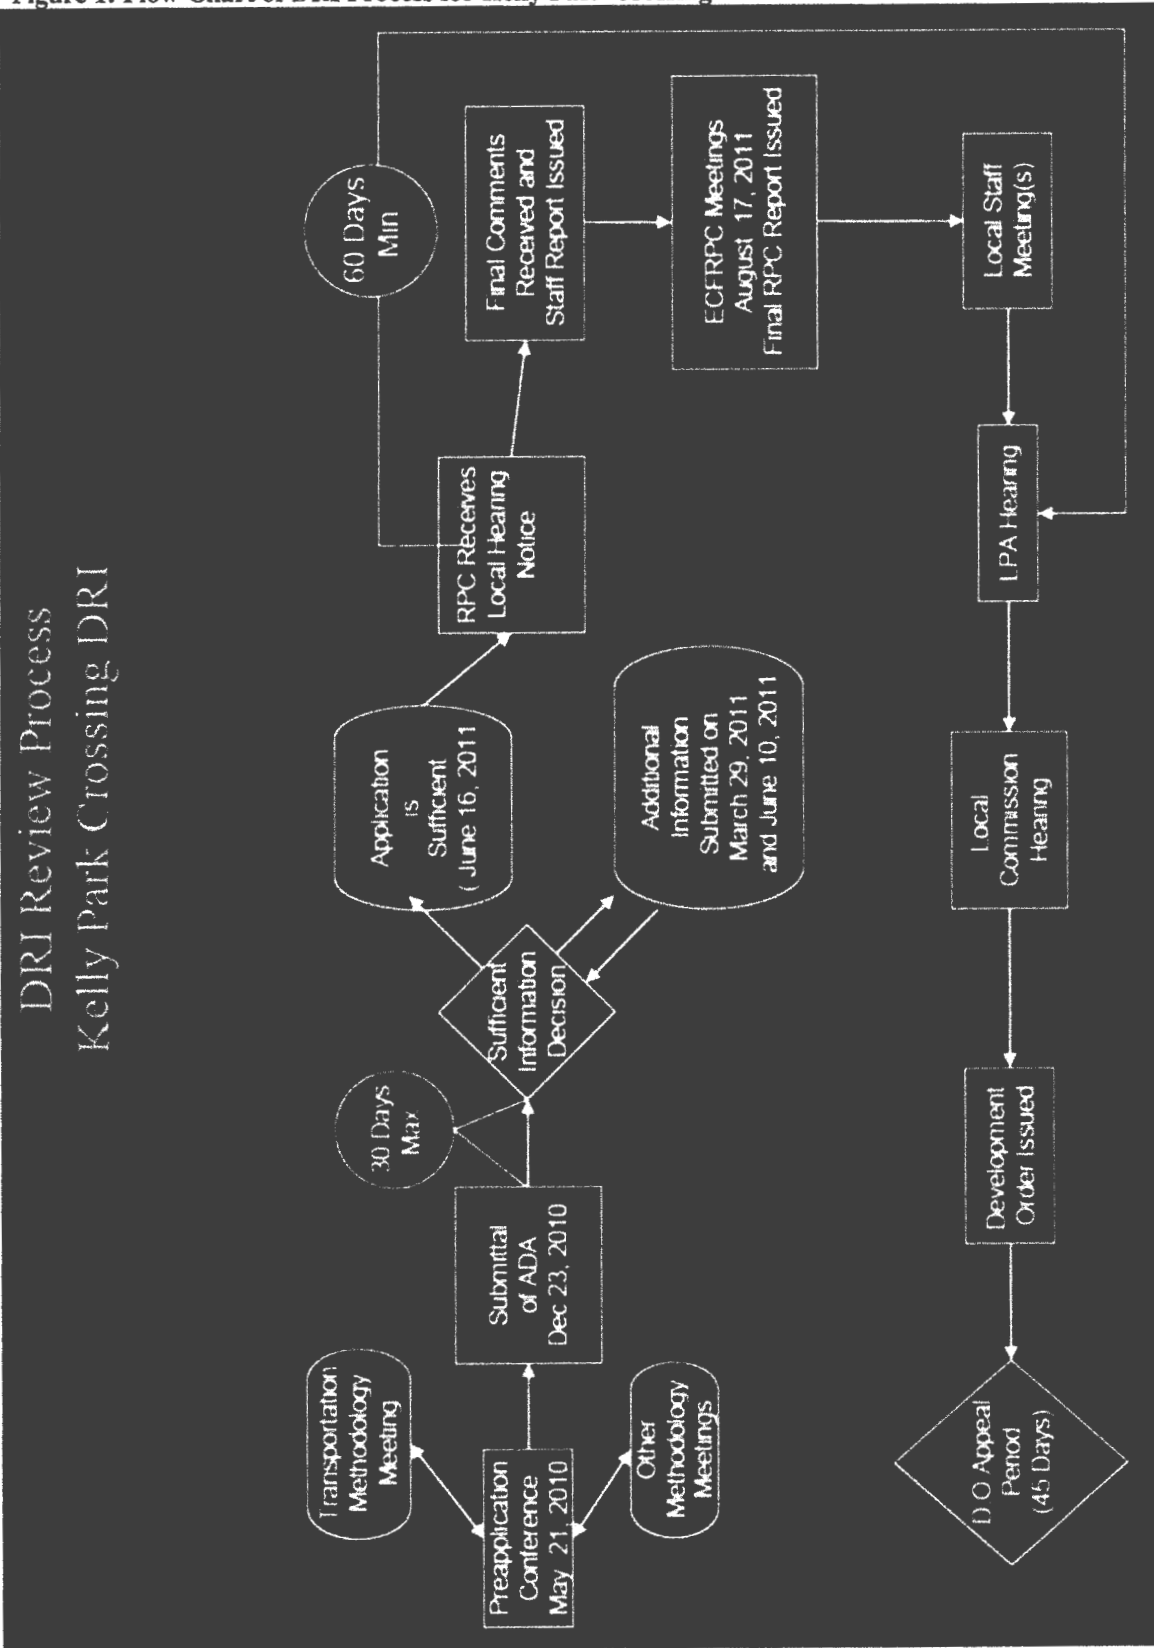 DRI Review Process
Kelly Park Crossing DRI
Transportation
Methodology
Meeting
Preapplication
Conference
May 21, 2010
Other
Methodology
Meetings
Submittal
of ADA
Dec 23, 2010
30 Days
Max
Sufficient
Information
Decision
Application
is
Sufficient
( June 16, 2011
Additional
Information
Submitted on
March 29, 2011
and June 10, 2011
RPC Receives
Local Hearing
Notice
60 Days
Min
Final Comments
Received and
Staff Report Issued
ECFRPC Meetings
August 17, 2011
Final RPC Report Issued
Local Staff
Meeting(s)
LPA Hearing
Local
Commission
Hearing
Development
Order Issued
D O Appeal
Period
(45 Days)